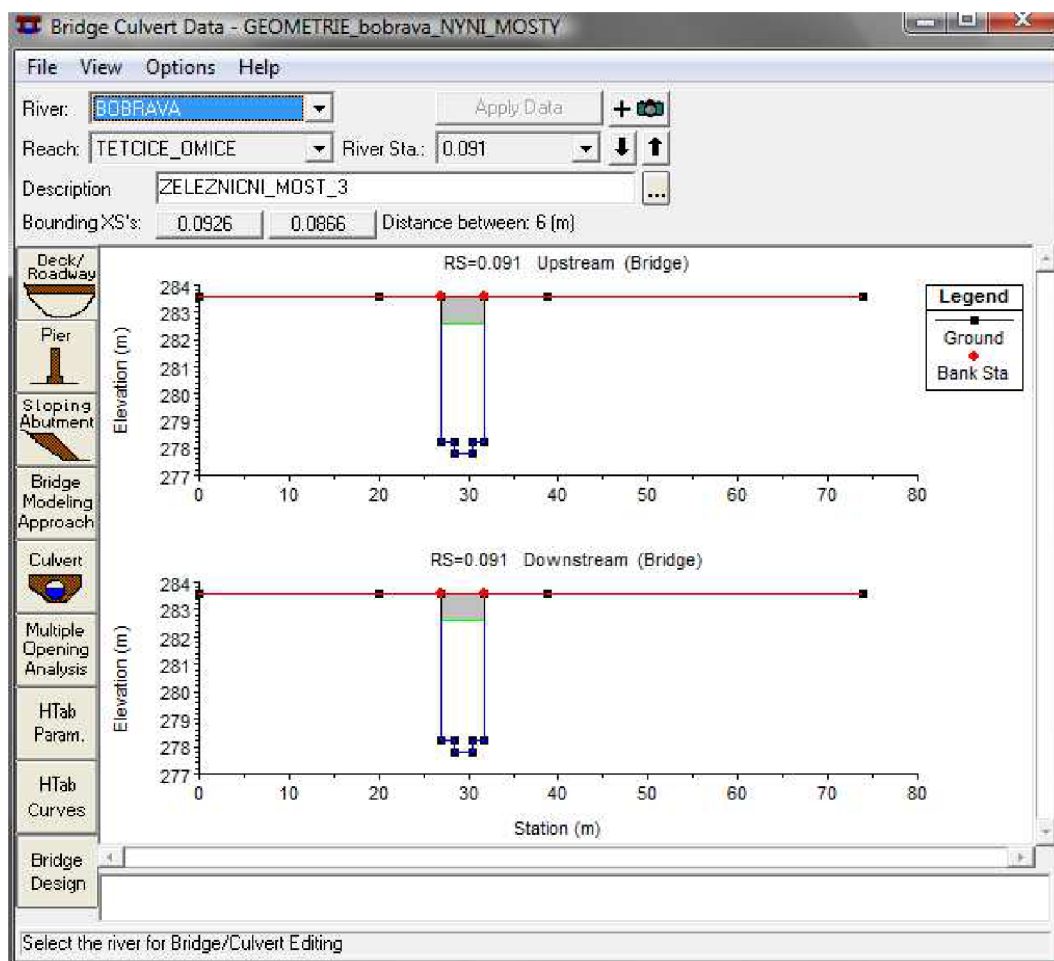 Bridge Culvert Data - GEOMETRIE_bobrava_NYNI_MOSTY
File View Options Help
River: BOBRAVA Apply Data +
Reach: TETCICE_OMICE River Sta.: 0.091
Description ZELEZNICNI_MOST_3 ...
Bounding XS's: 0.0926 0.0866 Distance between: 6 (m)
Deck/
Roadway
Pier
Sloping
Abutment
Bridge
Modeling
Approach
Culvert
Multiple
Opening
Analysis
HTab
Param.
HTab
Curves
Bridge
Design
RS=0.091 Upstream (Bridge)
Elevation (m)
284
283
282
281
280
279
278
277
0 10 20 30 40 50 60 70 80
Legend
Ground
Bank Sta
RS=0.091 Downstream (Bridge)
Elevation (m)
284
283
282
281
280
279
278
277
0 10 20 30 40 50 60 70 80
Station (m)
Select the river for Bridge/Culvert Editing